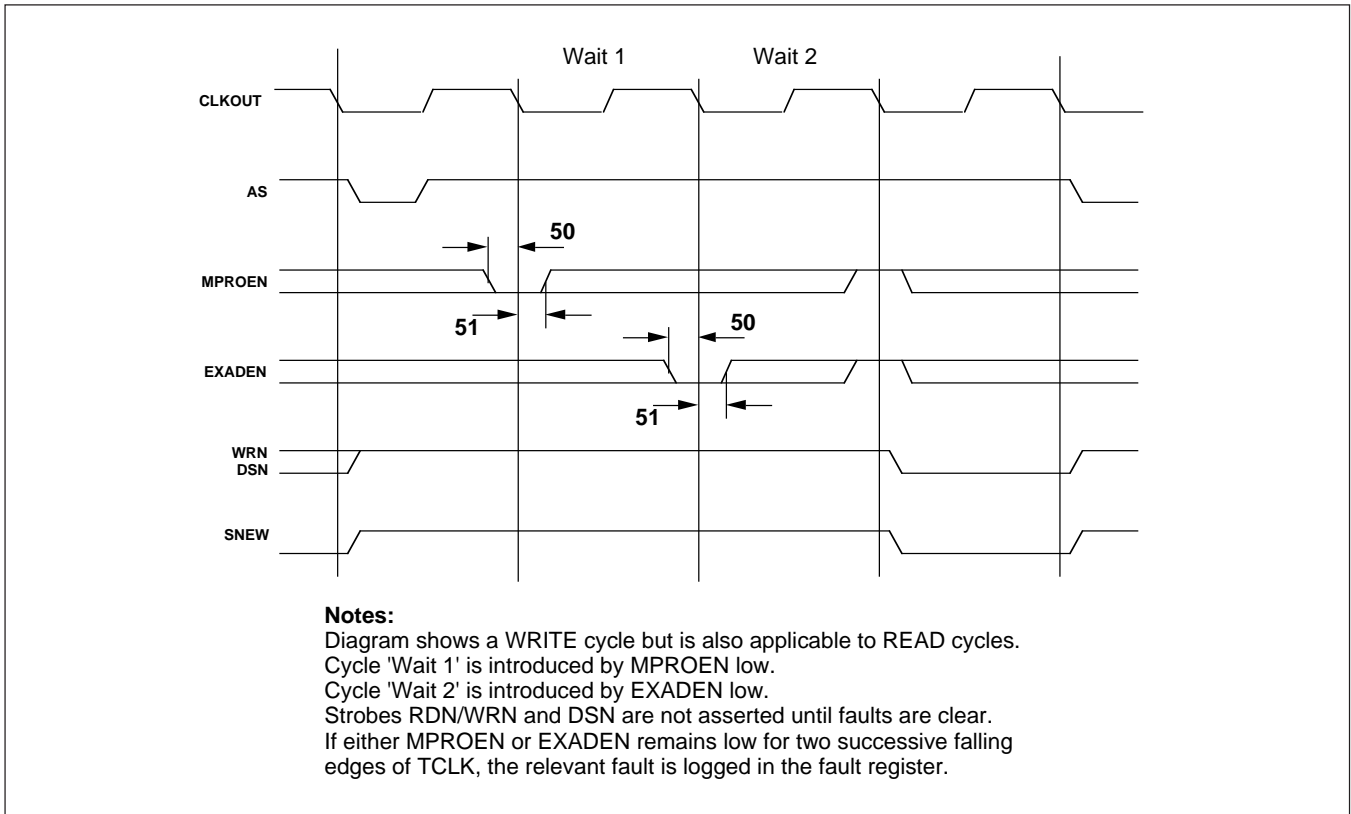 Wait 1 Wait 2
CLKOUT
AS
50
MPROEN
51
50
EXADEN
51
WRN
DSN
SNEW
Notes:
Diagram shows a WRITE cycle but is also applicable to READ cycles.
Cycle 'Wait 1' is introduced by MPROEN low.
Cycle 'Wait 2' is introduced by EXADEN low.
Strobes RDN/WRN and DSN are not asserted until faults are clear.
If either MPROEN or EXADEN remains low for two successive falling
edges of TCLK, the relevant fault is logged in the fault register.